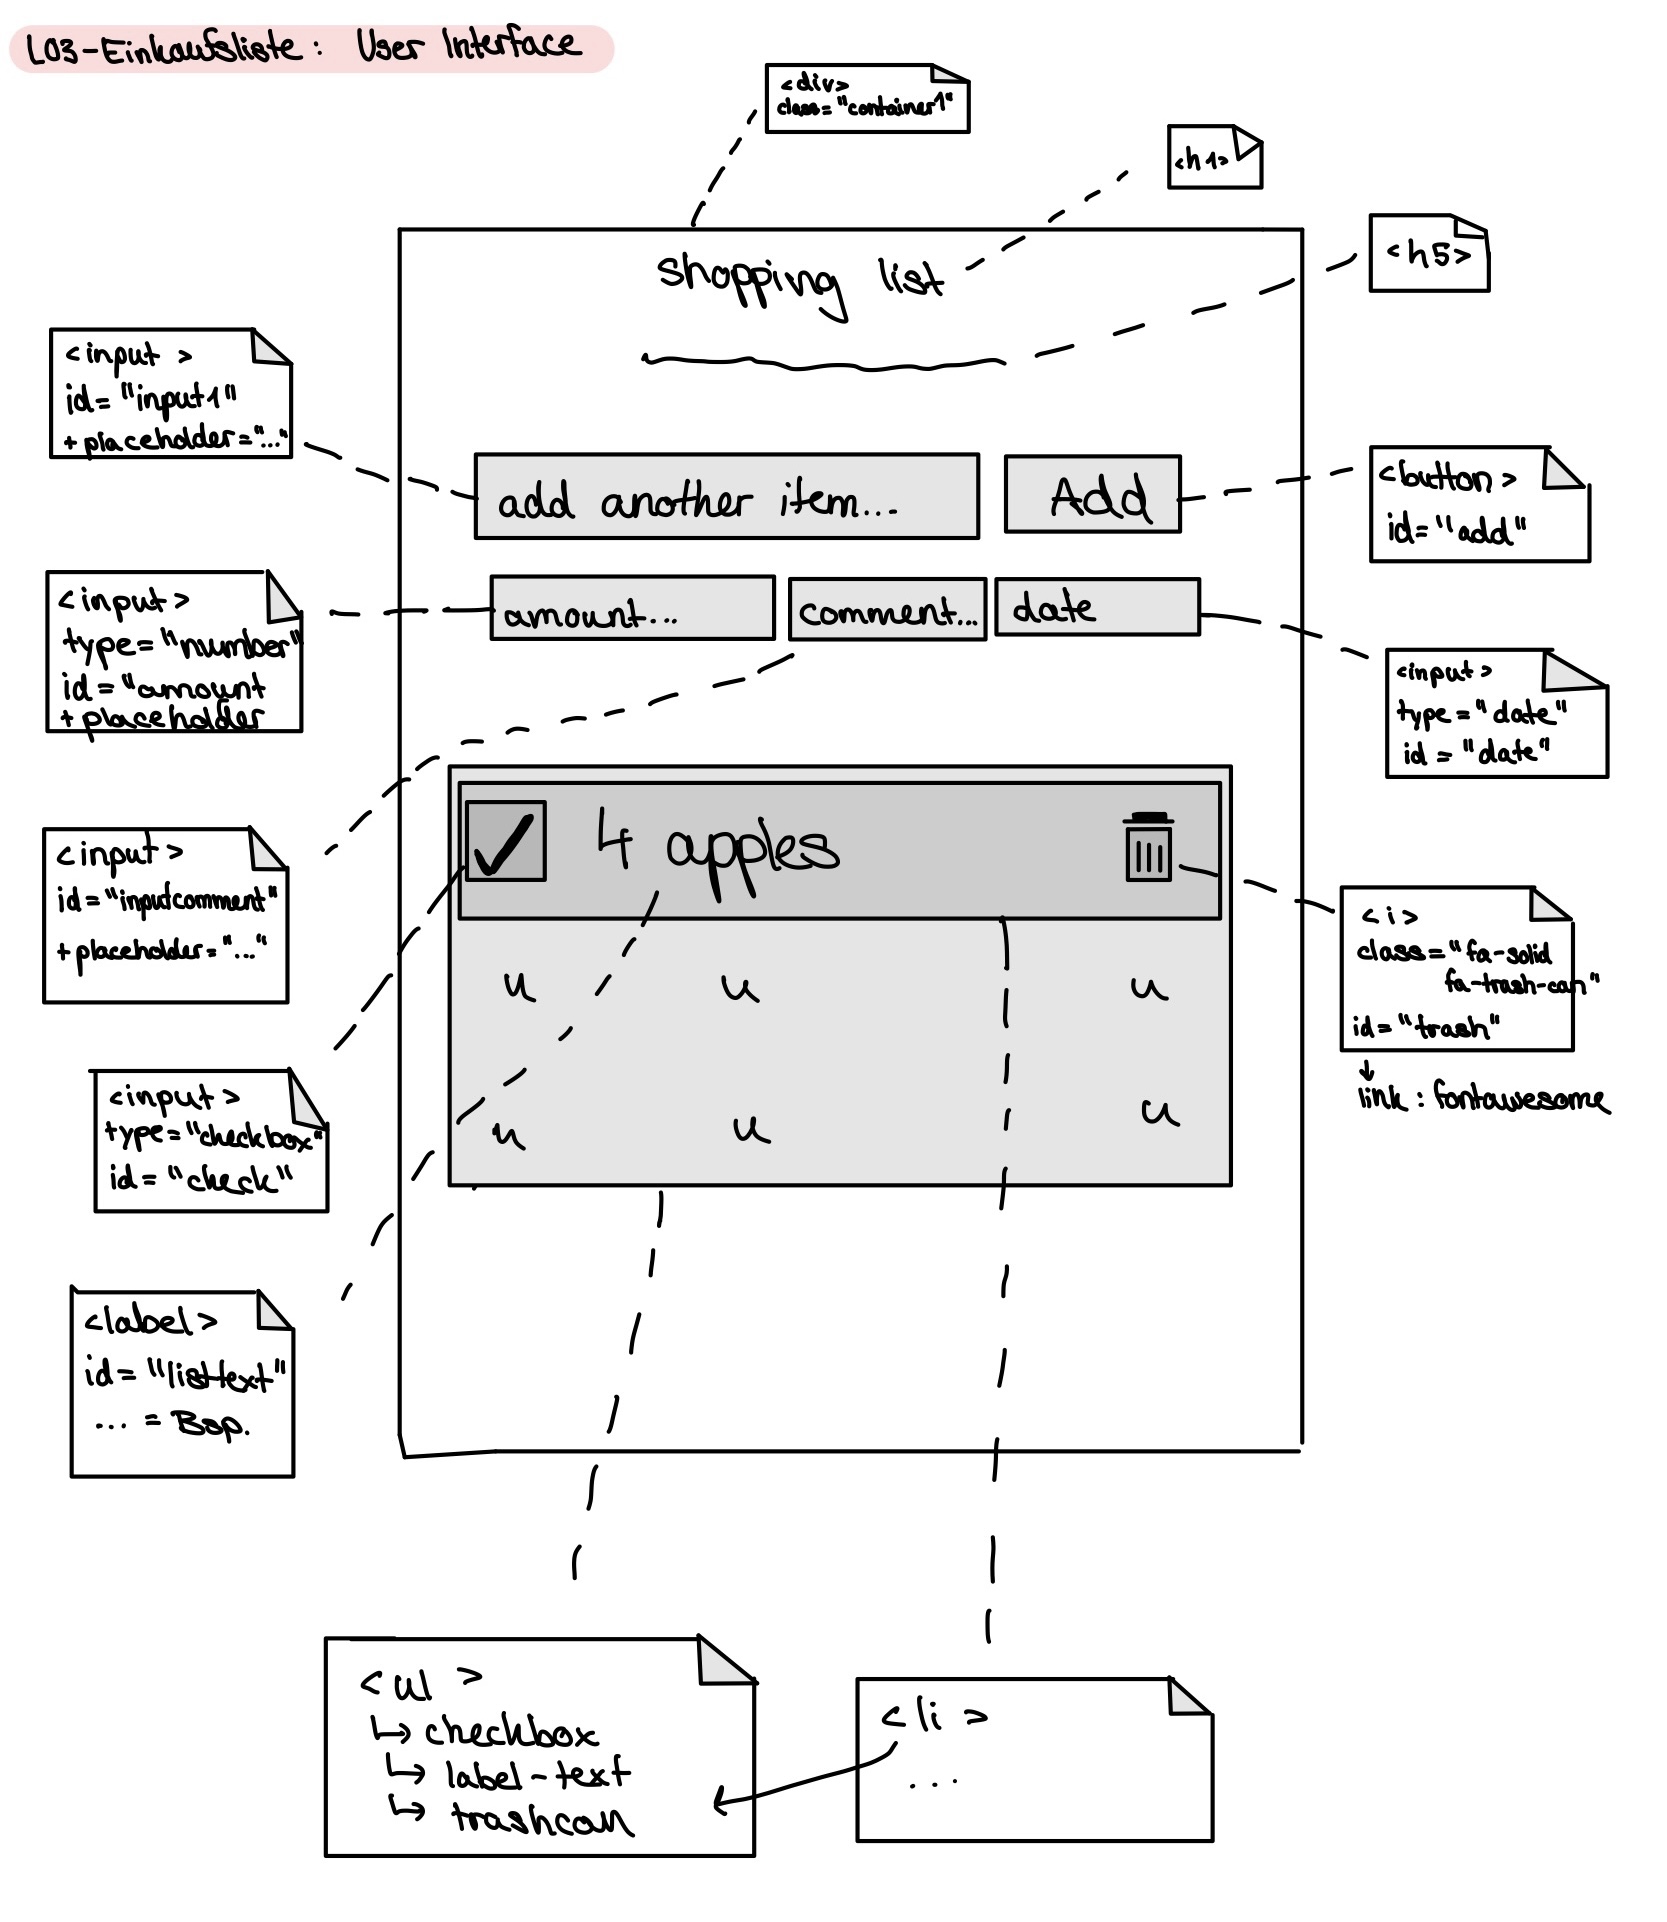 L03-Einkaufsliste: User Interface
<div>
class="container1"
<h1>
<h5>
shopping list
<input >
id="input1"
+placeholder="..."
add another item...
Add
<button>
id="add"
<input>
type="number"
id="amount
+placeholder
amount...
comment...
date
<input>
type="date"
id="date"
<input>
id="inputcomment"
+placeholder="..."
4 apples
<i>
class="fa-solid
fa-trash-can"
id="trash"
link: fontawesome
u u u
<input>
type="checkbox"
id="check"
u u u
<label>
id="listtext"
... = Bsp.
<ul >
↳ checkbox
↳ label-text
↳ trashcan
<li >
...